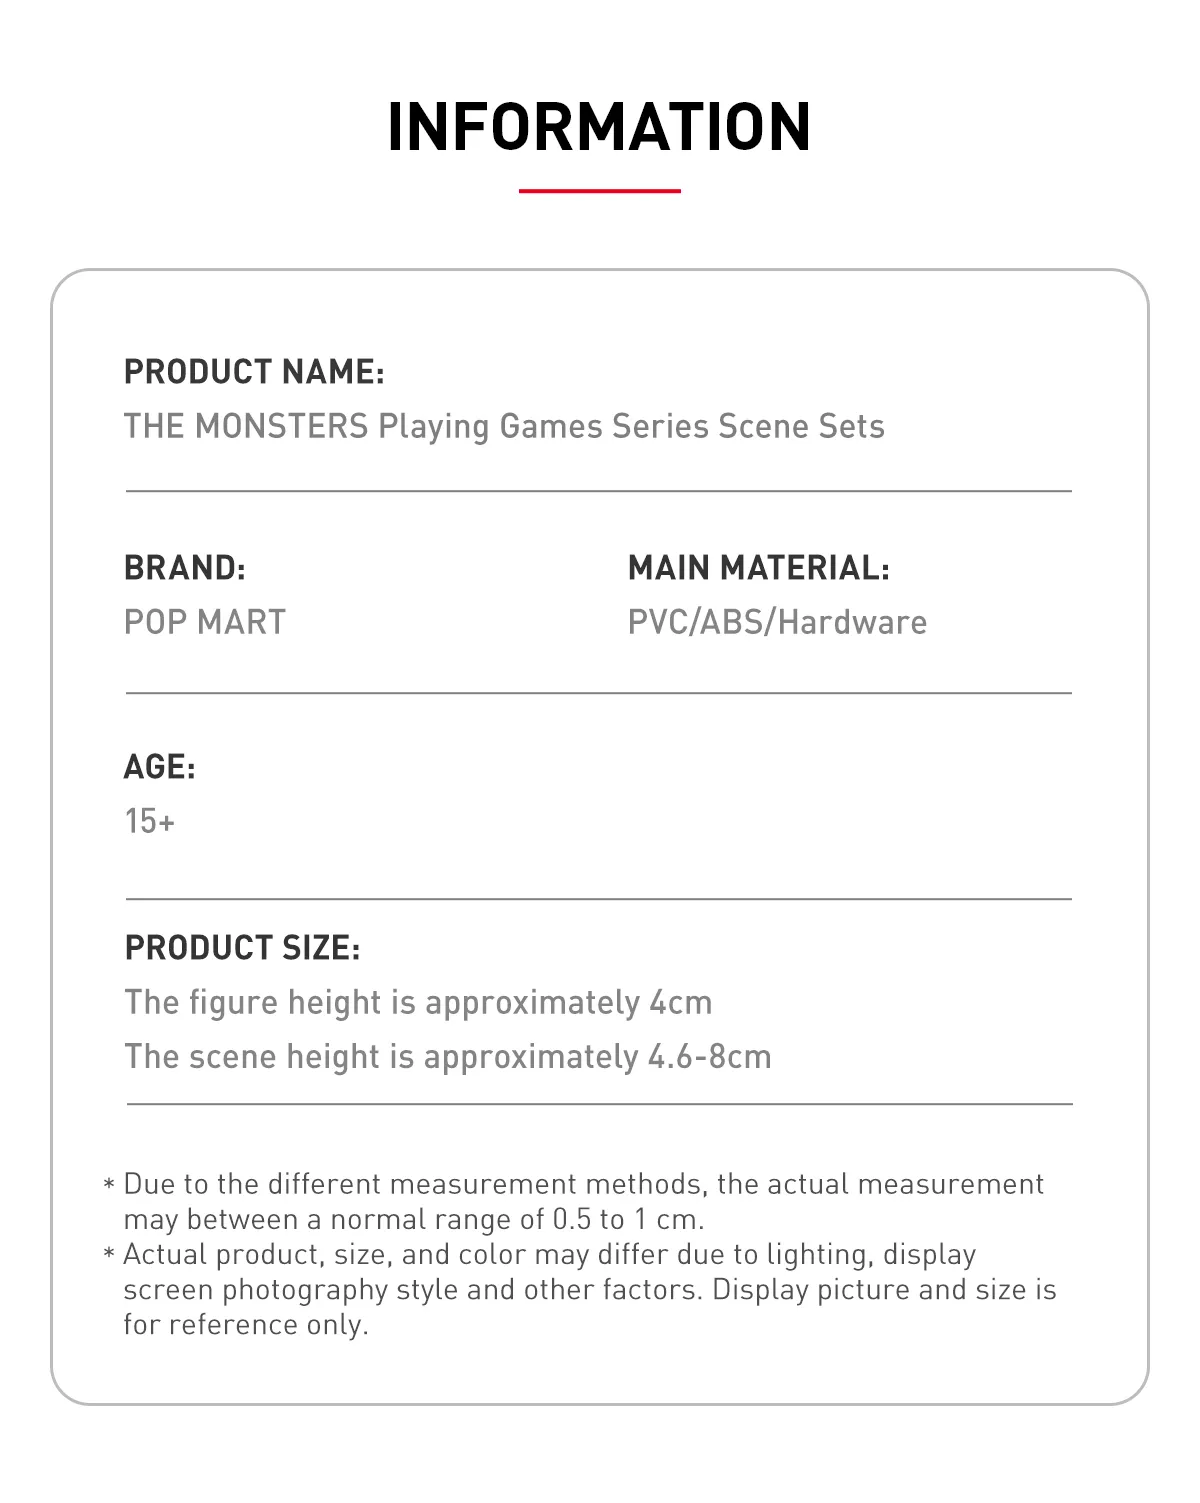 INFORMATION
PRODUCT NAME:
THE MONSTERS Playing Games Series Scene Sets
BRAND:
POP MART
MAIN MATERIAL:
PVC/ABS/Hardware
AGE:
15+
PRODUCT SIZE:
The figure height is approximately 4cm
The scene height is approximately 4.6-8cm
* Due to the different measurement methods, the actual measurement
may between a normal range of 0.5 to 1 cm.
* Actual product, size, and color may differ due to lighting, display
screen photography style and other factors. Display picture and size is
for reference only.